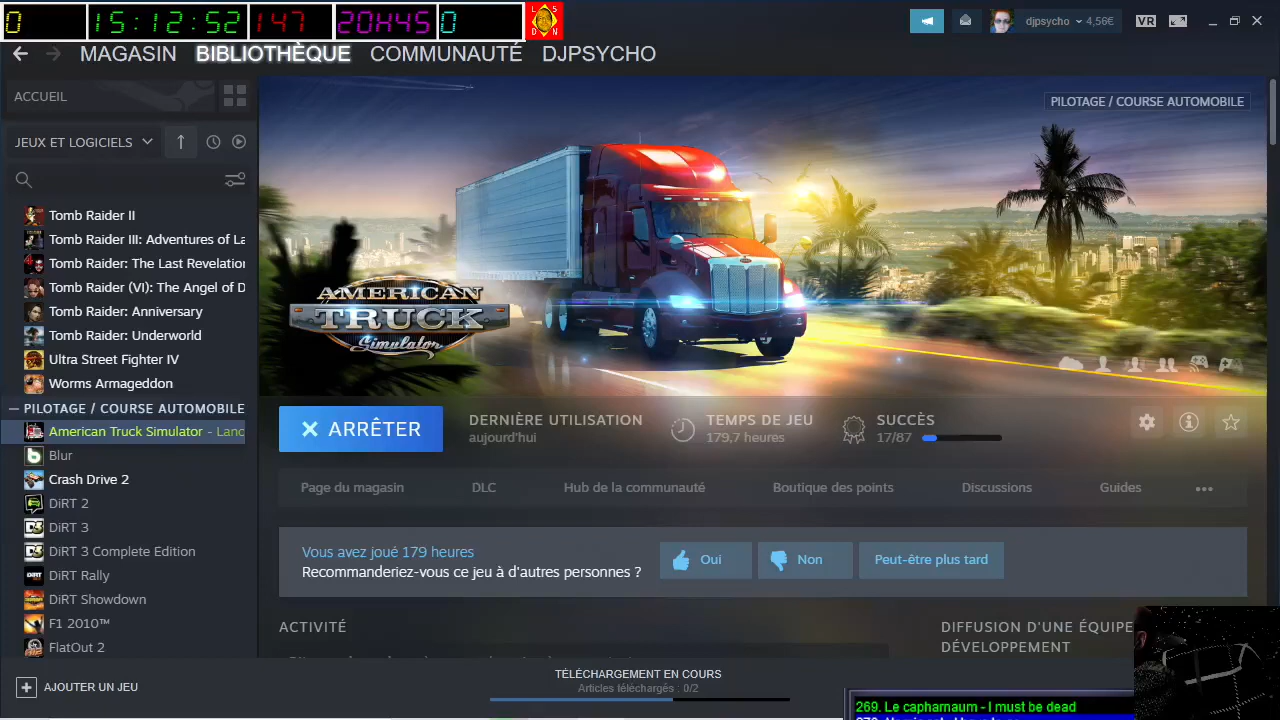 0
15:12:52
147
20H45
0
L S
D N
djpsycho
4,56€
VR
MAGASIN
BIBLIOTHÈQUE
COMMUNAUTÉ
DJPSYCHO
ACCUEIL
PILOTAGE / COURSE AUTOMOBILE
JEUX ET LOGICIELS
Tomb Raider II
Tomb Raider III: Adventures of La
Tomb Raider: The Last Revelation
Tomb Raider (VI): The Angel of D
Tomb Raider: Anniversary
Tomb Raider: Underworld
Ultra Street Fighter IV
Worms Armageddon
PILOTAGE / COURSE AUTOMOBILE
American Truck Simulator - Lanc
Blur
Crash Drive 2
DiRT 2
DiRT 3
DiRT 3 Complete Edition
DiRT Rally
DiRT Showdown
F1 2010™
FlatOut 2
AMERICAN
TRUCK
Simulator
ARRÊTER
DERNIÈRE UTILISATION
aujourd'hui
TEMPS DE JEU
179,7 heures
SUCCÈS
17/87
Page du magasin
DLC
Hub de la communauté
Boutique des points
Discussions
Guides
Vous avez joué 179 heures
Recommanderiez-vous ce jeu à d'autres personnes ?
Oui
Non
Peut-être plus tard
ACTIVITÉ
DIFFUSION D'UNE ÉQUIPE
DÉVELOPPEMENT
AJOUTER UN JEU
TÉLÉCHARGEMENT EN COURS
Articles téléchargés : 0/2
269. Le capharnaum - I must be dead